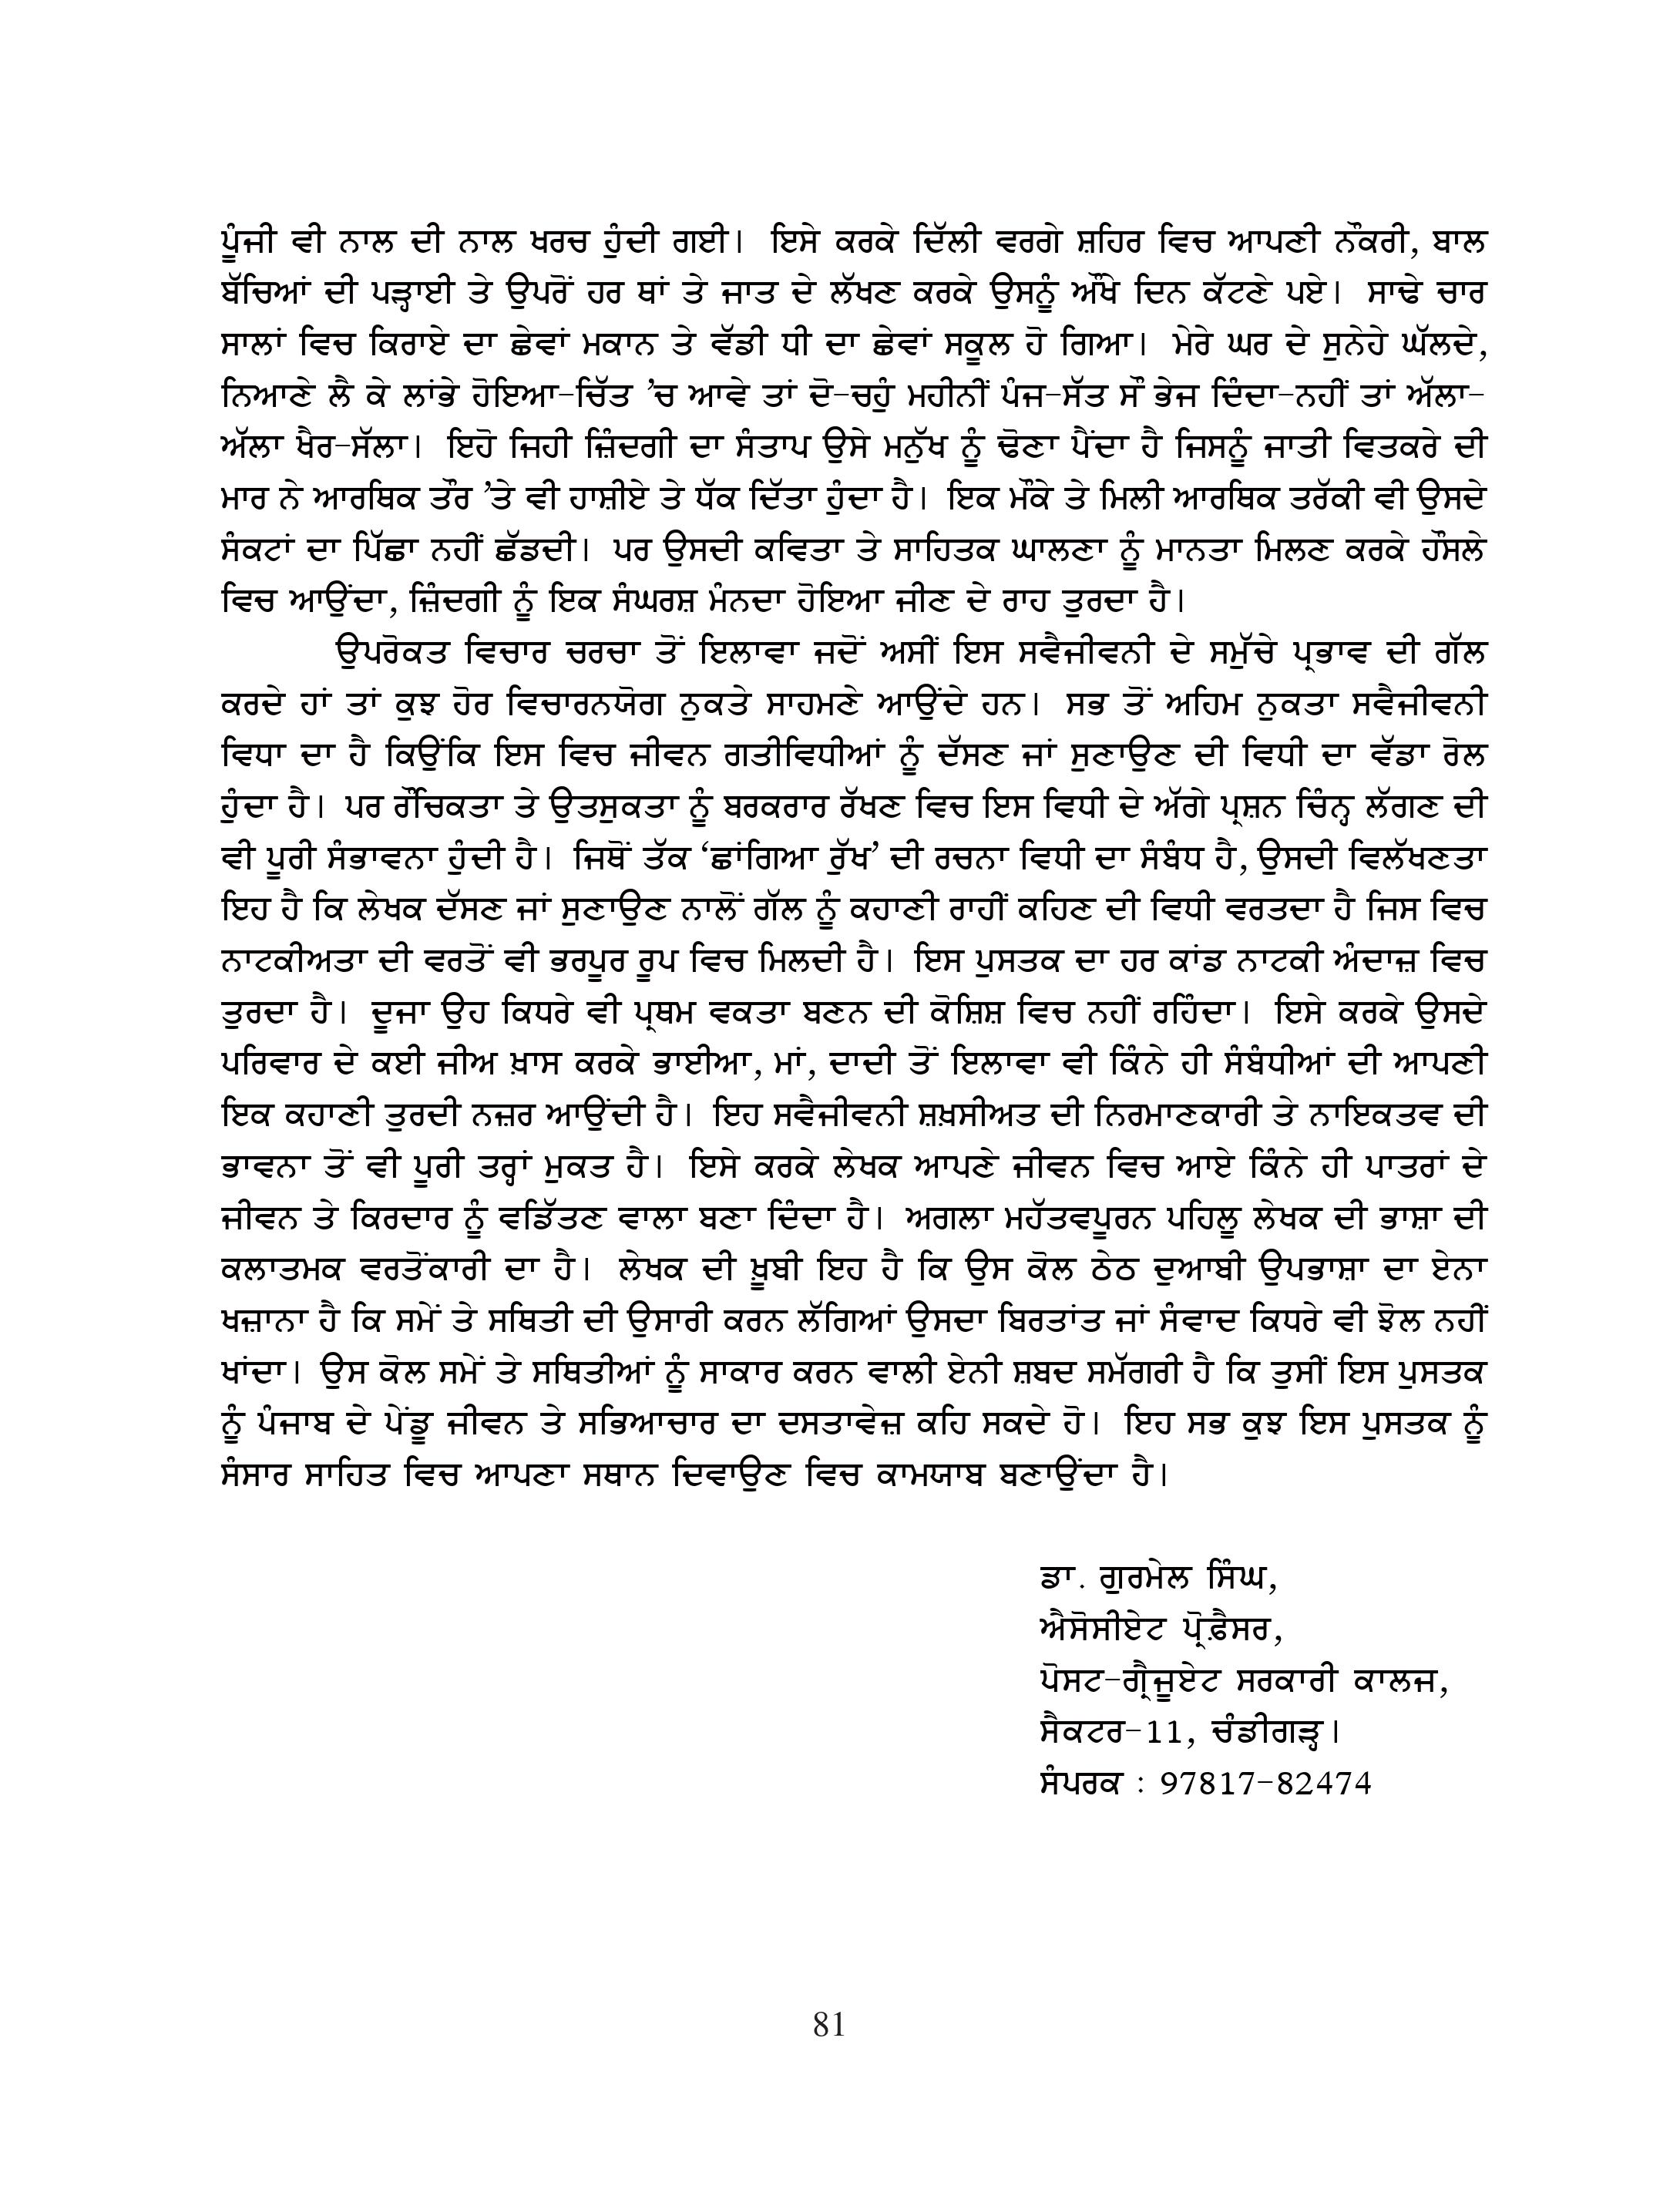 ਪੂੰਜੀ ਵੀ ਨਾਲ ਦੀ ਨਾਲ ਖਰਚ ਹੁੰਦੀ ਗਈ। ਇਸੇ ਕਰਕੇ ਦਿੱਲੀ ਵਰਗੇ ਸ਼ਹਿਰ ਵਿਚ ਆਪਣੀ ਨੌਕਰੀ, ਬਾਲ
ਬੱਚਿਆਂ ਦੀ ਪੜ੍ਹਾਈ ਤੇ ਉਪਰੋਂ ਹਰ ਥਾਂ ਤੇ ਜਾਤ ਦੇ ਲੱਖਣ ਕਰਕੇ ਉਸਨੂੰ ਔਖੇ ਦਿਨ ਕੱਟਣੇ ਪਏ। ਸਾਢੇ ਚਾਰ
ਸਾਲਾਂ ਵਿਚ ਕਿਰਾਏ ਦਾ ਛੇਵਾਂ ਮਕਾਨ ਤੇ ਵੱਡੀ ਧੀ ਦਾ ਛੇਵਾਂ ਸਕੂਲ ਹੋ ਗਿਆ। ਮੇਰੇ ਘਰ ਦੇ ਸੁਨੇਹੇ ਘੱਲਦੇ,
ਨਿਆਣੇ ਲੈ ਕੇ ਲਾਂਭੇ ਹੋਇਆ-ਚਿੱਤ ’ਚ ਆਵੇ ਤਾਂ ਦੋ-ਚਹੁੰ ਮਹੀਨੀਂ ਪੰਜ-ਸੱਤ ਸੌ ਭੇਜ ਦਿੰਦਾ-ਨਹੀਂ ਤਾਂ ਅੱਲਾ-
ਅੱਲਾ ਖੈਰ-ਸੱਲਾ। ਇਹੋ ਜਿਹੀ ਜ਼ਿੰਦਗੀ ਦਾ ਸੰਤਾਪ ਉਸੇ ਮਨੁੱਖ ਨੂੰ ਢੋਣਾ ਪੈਂਦਾ ਹੈ ਜਿਸਨੂੰ ਜਾਤੀ ਵਿਤਕਰੇ ਦੀ
ਮਾਰ ਨੇ ਆਰਥਿਕ ਤੌਰ ’ਤੇ ਵੀ ਹਾਸ਼ੀਏ ਤੇ ਧੱਕ ਦਿੱਤਾ ਹੁੰਦਾ ਹੈ। ਇਕ ਮੌਕੇ ਤੇ ਮਿਲੀ ਆਰਥਿਕ ਤਰੱਕੀ ਵੀ ਉਸਦੇ
ਸੰਕਟਾਂ ਦਾ ਪਿੱਛਾ ਨਹੀਂ ਛੱਡਦੀ। ਪਰ ਉਸਦੀ ਕਵਿਤਾ ਤੇ ਸਾਹਿਤਕ ਘਾਲਣਾ ਨੂੰ ਮਾਨਤਾ ਮਿਲਣ ਕਰਕੇ ਹੌਸਲੇ
ਵਿਚ ਆਉਂਦਾ, ਜ਼ਿੰਦਗੀ ਨੂੰ ਇਕ ਸੰਘਰਸ਼ ਮੰਨਦਾ ਹੋਇਆ ਜੀਣ ਦੇ ਰਾਹ ਤੁਰਦਾ ਹੈ।
ਉਪਰੋਕਤ ਵਿਚਾਰ ਚਰਚਾ ਤੋਂ ਇਲਾਵਾ ਜਦੋਂ ਅਸੀਂ ਇਸ ਸਵੈਜੀਵਨੀ ਦੇ ਸਮੁੱਚੇ ਪ੍ਰਭਾਵ ਦੀ ਗੱਲ
ਕਰਦੇ ਹਾਂ ਤਾਂ ਕੁਝ ਹੋਰ ਵਿਚਾਰਨਯੋਗ ਨੁਕਤੇ ਸਾਹਮਣੇ ਆਉਂਦੇ ਹਨ। ਸਭ ਤੋਂ ਅਹਿਮ ਨੁਕਤਾ ਸਵੈਜੀਵਨੀ
ਵਿਧਾ ਦਾ ਹੈ ਕਿਉਂਕਿ ਇਸ ਵਿਚ ਜੀਵਨ ਗਤੀਵਿਧੀਆਂ ਨੂੰ ਦੱਸਣ ਜਾਂ ਸੁਣਾਉਣ ਦੀ ਵਿਧੀ ਦਾ ਵੱਡਾ ਰੋਲ
ਹੁੰਦਾ ਹੈ। ਪਰ ਰੌਚਿਕਤਾ ਤੇ ਉਤਸੁਕਤਾ ਨੂੰ ਬਰਕਰਾਰ ਰੱਖਣ ਵਿਚ ਇਸ ਵਿਧੀ ਦੇ ਅੱਗੇ ਪ੍ਰਸ਼ਨ ਚਿੰਨ੍ਹ ਲੱਗਣ ਦੀ
ਵੀ ਪੂਰੀ ਸੰਭਾਵਨਾ ਹੁੰਦੀ ਹੈ। ਜਿਥੋਂ ਤੱਕ ‘ਛਾਂਗਿਆ ਰੁੱਖ’ ਦੀ ਰਚਨਾ ਵਿਧੀ ਦਾ ਸੰਬੰਧ ਹੈ, ਉਸਦੀ ਵਿਲੱਖਣਤਾ
ਇਹ ਹੈ ਕਿ ਲੇਖਕ ਦੱਸਣ ਜਾਂ ਸੁਣਾਉਣ ਨਾਲੋਂ ਗੱਲ ਨੂੰ ਕਹਾਣੀ ਰਾਹੀਂ ਕਹਿਣ ਦੀ ਵਿਧੀ ਵਰਤਦਾ ਹੈ ਜਿਸ ਵਿਚ
ਨਾਟਕੀਅਤਾ ਦੀ ਵਰਤੋਂ ਵੀ ਭਰਪੂਰ ਰੂਪ ਵਿਚ ਮਿਲਦੀ ਹੈ। ਇਸ ਪੁਸਤਕ ਦਾ ਹਰ ਕਾਂਡ ਨਾਟਕੀ ਅੰਦਾਜ਼ ਵਿਚ
ਤੁਰਦਾ ਹੈ। ਦੂਜਾ ਉਹ ਕਿਧਰੇ ਵੀ ਪ੍ਰਥਮ ਵਕਤਾ ਬਣਨ ਦੀ ਕੋਸ਼ਿਸ਼ ਵਿਚ ਨਹੀਂ ਰਹਿੰਦਾ। ਇਸੇ ਕਰਕੇ ਉਸਦੇ
ਪਰਿਵਾਰ ਦੇ ਕਈ ਜੀਅ ਖ਼ਾਸ ਕਰਕੇ ਭਾਈਆ, ਮਾਂ, ਦਾਦੀ ਤੋਂ ਇਲਾਵਾ ਵੀ ਕਿੰਨੇ ਹੀ ਸੰਬੰਧੀਆਂ ਦੀ ਆਪਣੀ
ਇਕ ਕਹਾਣੀ ਤੁਰਦੀ ਨਜ਼ਰ ਆਉਂਦੀ ਹੈ। ਇਹ ਸਵੈਜੀਵਨੀ ਸ਼ਖ਼ਸੀਅਤ ਦੀ ਨਿਰਮਾਣਕਾਰੀ ਤੇ ਨਾਇਕਤਵ ਦੀ
ਭਾਵਨਾ ਤੋਂ ਵੀ ਪੂਰੀ ਤਰ੍ਹਾਂ ਮੁਕਤ ਹੈ। ਇਸੇ ਕਰਕੇ ਲੇਖਕ ਆਪਣੇ ਜੀਵਨ ਵਿਚ ਆਏ ਕਿੰਨੇ ਹੀ ਪਾਤਰਾਂ ਦੇ
ਜੀਵਨ ਤੇ ਕਿਰਦਾਰ ਨੂੰ ਵਡਿੱਤਣ ਵਾਲਾ ਬਣਾ ਦਿੰਦਾ ਹੈ। ਅਗਲਾ ਮਹੱਤਵਪੂਰਨ ਪਹਿਲੂ ਲੇਖਕ ਦੀ ਭਾਸ਼ਾ ਦੀ
ਕਲਾਤਮਕ ਵਰਤੋਂਕਾਰੀ ਦਾ ਹੈ। ਲੇਖਕ ਦੀ ਖ਼ੂਬੀ ਇਹ ਹੈ ਕਿ ਉਸ ਕੋਲ ਠੇਠ ਦੁਆਬੀ ਉਪਭਾਸ਼ਾ ਦਾ ਏਨਾ
ਖਜ਼ਾਨਾ ਹੈ ਕਿ ਸਮੇਂ ਤੇ ਸਥਿਤੀ ਦੀ ਉਸਾਰੀ ਕਰਨ ਲੱਗਿਆਂ ਉਸਦਾ ਬਿਰਤਾਂਤ ਜਾਂ ਸੰਵਾਦ ਕਿਧਰੇ ਵੀ ਝੋਲ ਨਹੀਂ
ਖਾਂਦਾ। ਉਸ ਕੋਲ ਸਮੇਂ ਤੇ ਸਥਿਤੀਆਂ ਨੂੰ ਸਾਕਾਰ ਕਰਨ ਵਾਲੀ ਏਨੀ ਸ਼ਬਦ ਸਮੱਗਰੀ ਹੈ ਕਿ ਤੁਸੀਂ ਇਸ ਪੁਸਤਕ
ਨੂੰ ਪੰਜਾਬ ਦੇ ਪੇਂਡੂ ਜੀਵਨ ਤੇ ਸਭਿਆਚਾਰ ਦਾ ਦਸਤਾਵੇਜ਼ ਕਹਿ ਸਕਦੇ ਹੋ। ਇਹ ਸਭ ਕੁਝ ਇਸ ਪੁਸਤਕ ਨੂੰ
ਸੰਸਾਰ ਸਾਹਿਤ ਵਿਚ ਆਪਣਾ ਸਥਾਨ ਦਿਵਾਉਣ ਵਿਚ ਕਾਮਯਾਬ ਬਣਾਉਂਦਾ ਹੈ।
ਡਾ. ਗੁਰਮੇਲ ਸਿੰਘ,
ਐਸੋਸੀਏਟ ਪ੍ਰੋਫ਼ੈਸਰ,
ਪੋਸਟ-ਗ੍ਰੈਜੂਏਟ ਸਰਕਾਰੀ ਕਾਲਜ,
ਸੈਕਟਰ-11, ਚੰਡੀਗੜ੍ਹ।
ਸੰਪਰਕ : 97817-82474
81